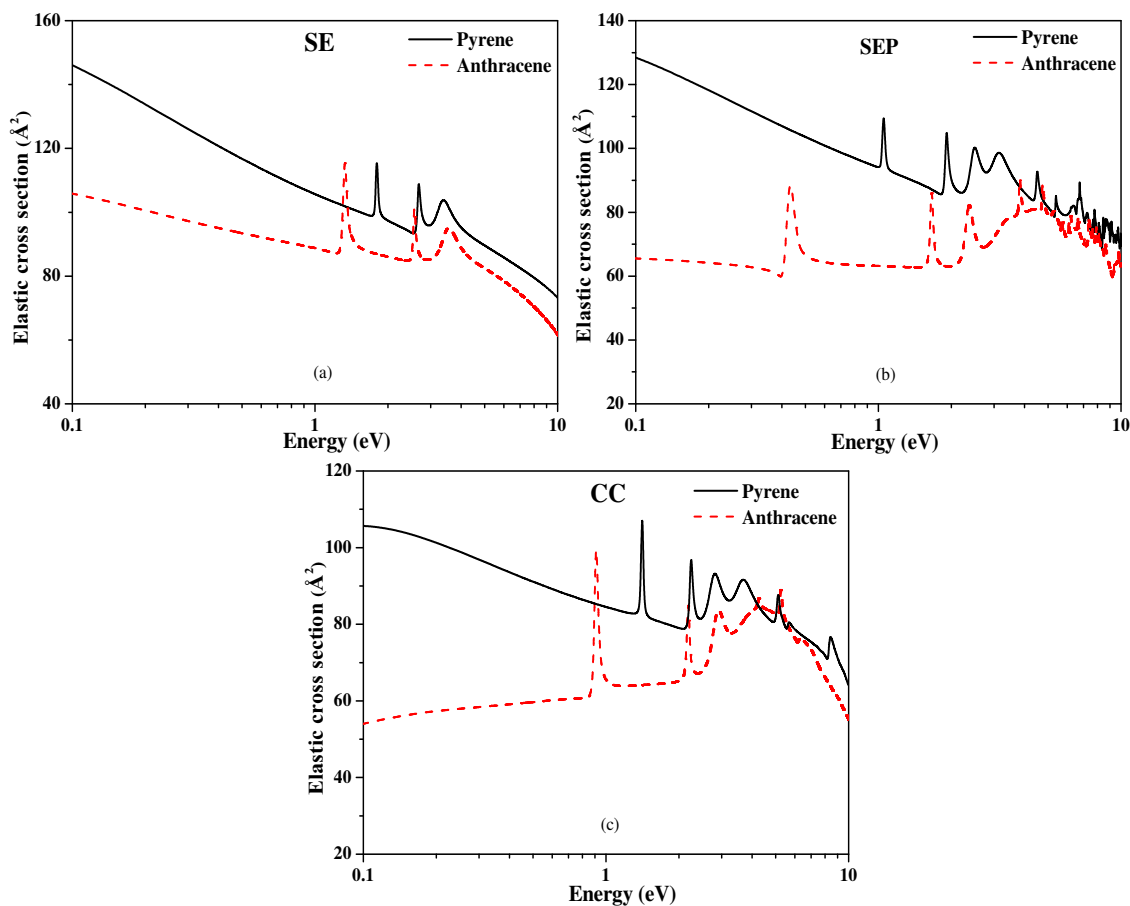 SE
Pyrene
Anthracene
Elastic cross section (Å²)
160
120
80
40
(a)
0.1
1
10
Energy (eV)
SEP
Pyrene
Anthracene
Elastic cross section (Å²)
140
120
100
80
60
40
20
(b)
0.1
1
10
Energy (eV)
CC
Pyrene
Anthracene
Elastic cross section (Å²)
120
100
80
60
40
20
(c)
0.1
1
10
Energy (eV)